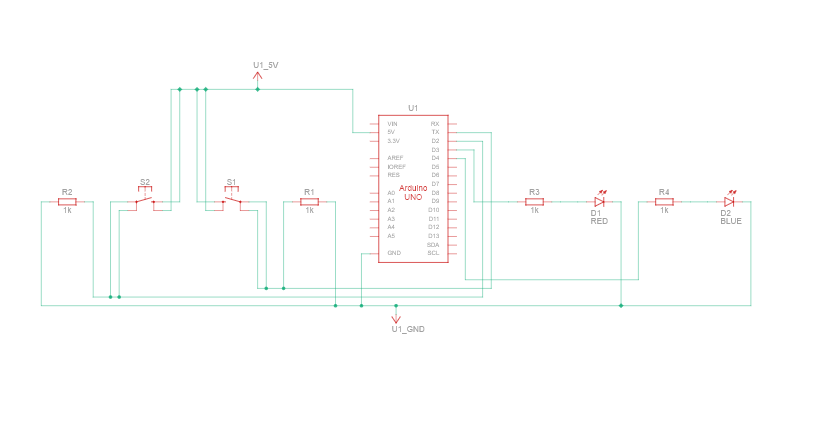 U1_5V
U1
VIN
5V
3.3V
AREF
IOREF
RES
A0
A1
A2
A3
A4
A5
GND
Arduino
UNO
RX
TX
D2
D3
D4
D5
D6
D7
D8
D9
D10
D11
D12
D13
SDA
SCL
R2
1k
S2
S1
R1
1k
R3
1k
D1
RED
R4
1k
D2
BLUE
U1_GND